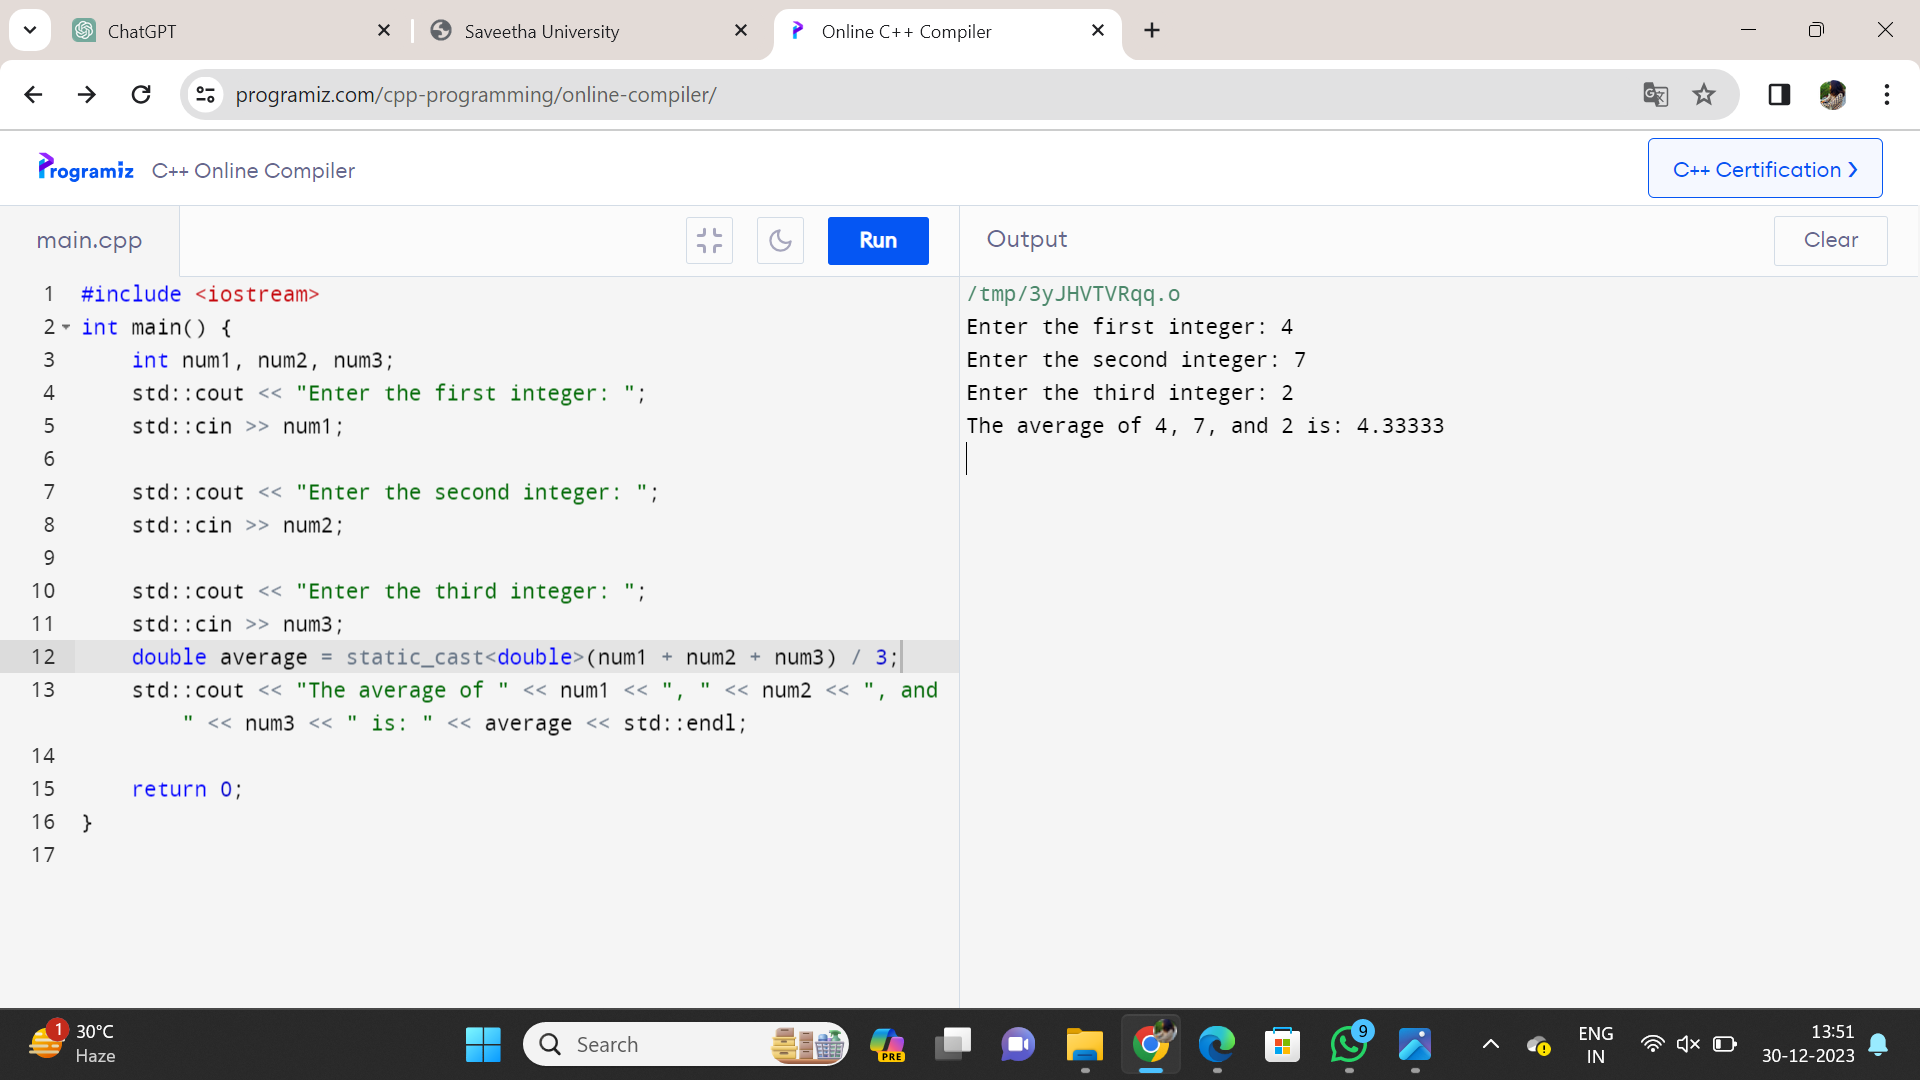 ChatGPT
Saveetha University
Online C++ Compiler
programiz.com/cpp-programming/online-compiler/
Programiz C++ Online Compiler
C++ Certification ❯
main.cpp
Run
Output
Clear
1 #include <iostream>
2 int main() {
3 int num1, num2, num3;
4 std::cout << "Enter the first integer: ";
5 std::cin >> num1;
6
7 std::cout << "Enter the second integer: ";
8 std::cin >> num2;
9
10 std::cout << "Enter the third integer: ";
11 std::cin >> num3;
12 double average = static_cast<double>(num1 + num2 + num3) / 3;
13 std::cout << "The average of " << num1 << ", " << num2 << ", and
" << num3 << " is: " << average << std::endl;
14
15 return 0;
16 }
17
/tmp/3yJHVTVRqq.o
Enter the first integer: 4
Enter the second integer: 7
Enter the third integer: 2
The average of 4, 7, and 2 is: 4.33333
1
30°C
Haze
Search
PRE
9
ENG
IN
13:51
30-12-2023